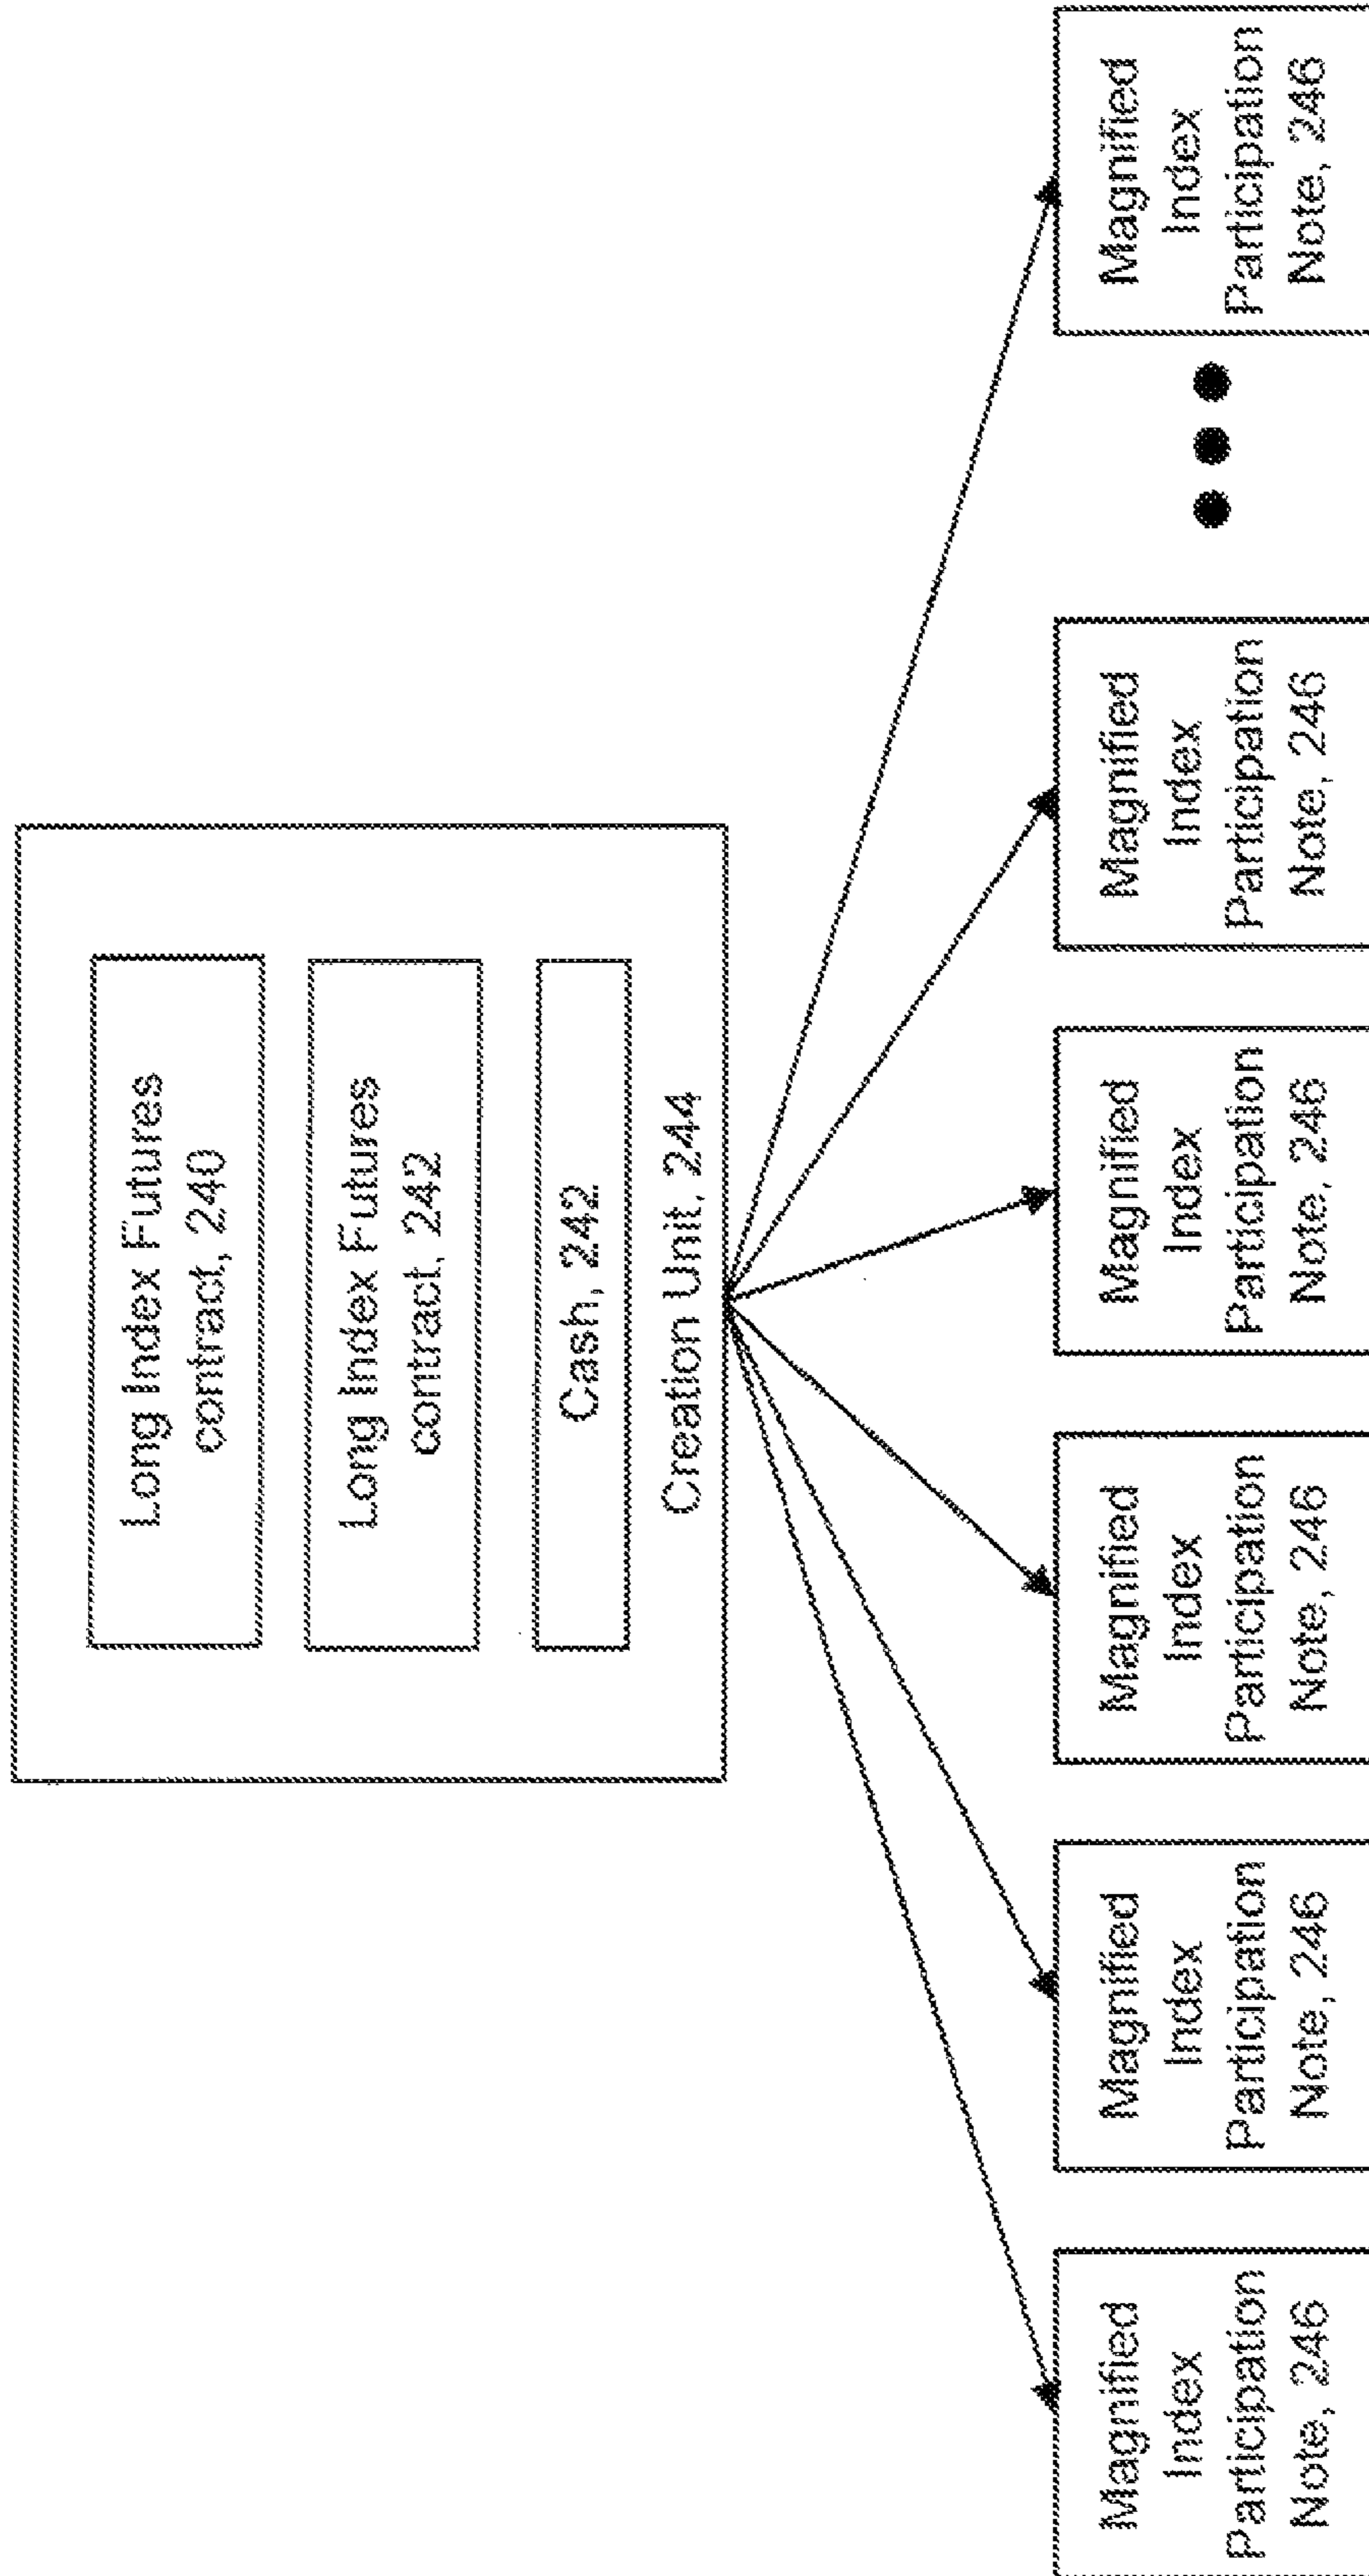 Long Index Futures
contract, 240
Long Index Futures
contract, 242
Cash, 242
Creation Unit, 244
Magnified
Index
Participation
Note, 246
Magnified
Index
Participation
Note, 246
Magnified
Index
Participation
Note, 246
Magnified
Index
Participation
Note, 246
Magnified
Index
Participation
Note, 246
Magnified
Index
Participation
Note, 246